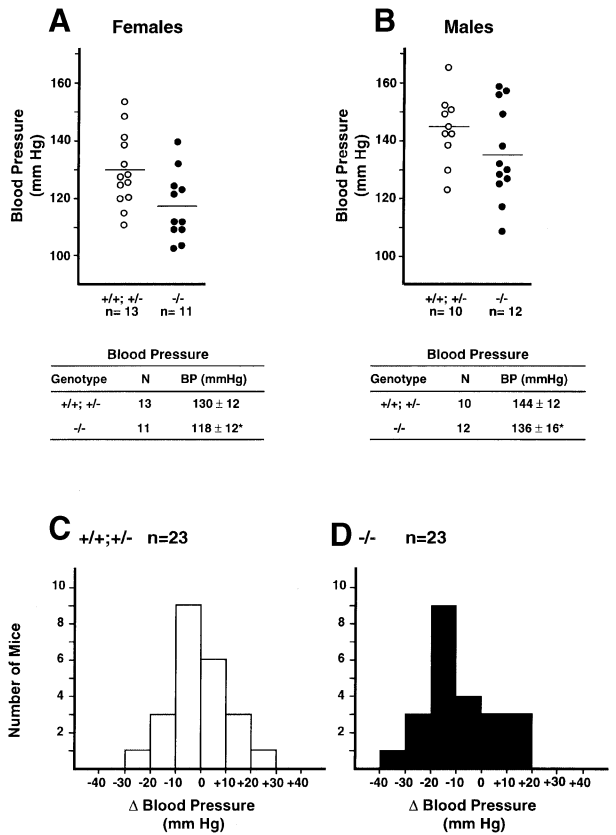 A
Females
Blood Pressure
(mm Hg)
160
140
120
100
+/+; +/-
n= 13
-/-
n= 11
B
Males
Blood Pressure
(mm Hg)
160
140
120
100
+/+; +/-
n= 10
-/-
n= 12
Blood Pressure
Genotype N BP (mmHg)
+/+; +/- 13 130 ± 12
-/- 11 118 ± 12*
Blood Pressure
Genotype N BP (mmHg)
+/+; +/- 10 144 ± 12
-/- 12 136 ± 16*
C
+/+;+/- n=23
Number of Mice
10
8
6
4
2
-40 -30 -20 -10 0 +10 +20 +30 +40
Δ Blood Pressure
(mm Hg)
D
-/- n=23
10
8
6
4
2
-40 -30 -20 -10 0 +10 +20 +30 +40
Δ Blood Pressure
(mm Hg)